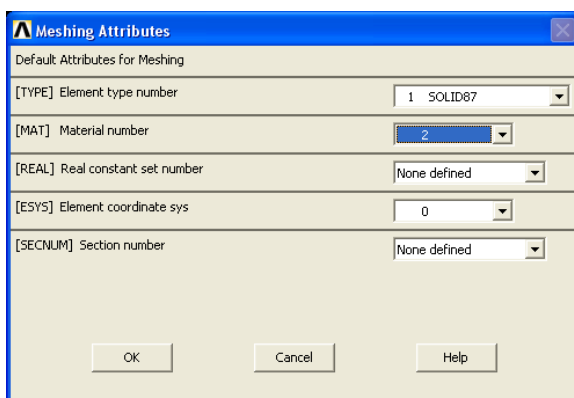 Meshing Attributes
Default Attributes for Meshing
[TYPE] Element type number 1 SOLID87
[MAT] Material number 2
[REAL] Real constant set number None defined
[ESYS] Element coordinate sys 0
[SECNUM] Section number None defined
OK Cancel Help